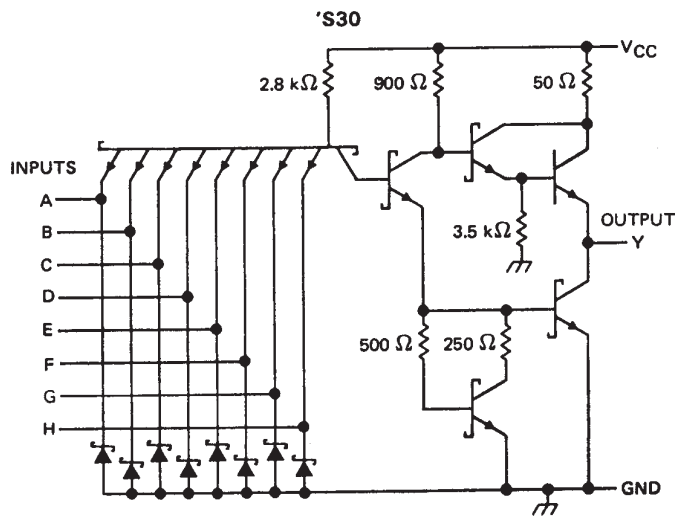 'S30
VCC
2.8 kΩ
900 Ω
50 Ω
INPUTS
A
B
C
D
E
F
G
H
3.5 kΩ
OUTPUT
Y
500 Ω
250 Ω
GND